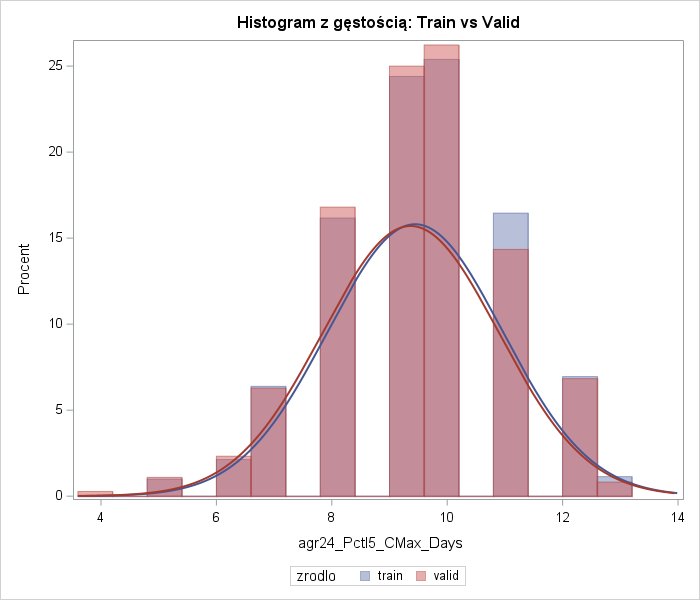 Histogram z gęstością: Train vs Valid
25
20
15
10
5
0
Procent
4 6 8 10 12 14
agr24_Pctl5_CMax_Days
zrodlo train valid